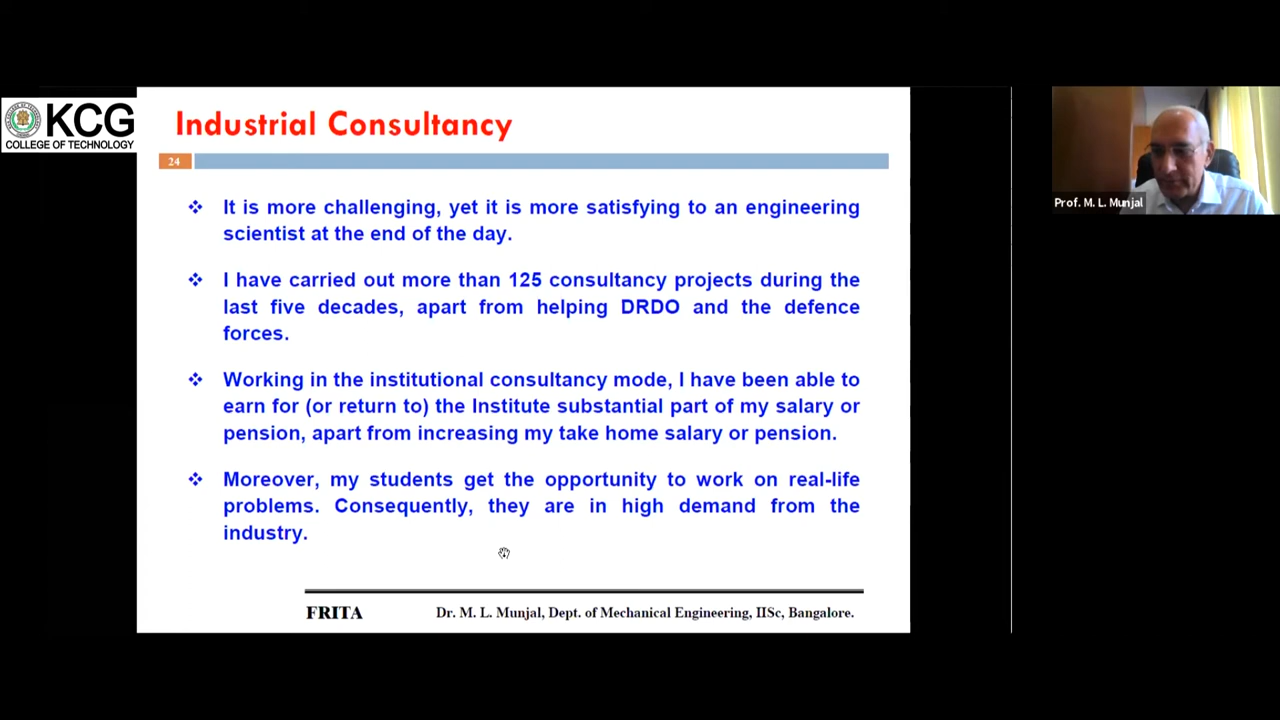 KCG
COLLEGE OF TECHNOLOGY
Industrial Consultancy
24
It is more challenging, yet it is more satisfying to an engineering
scientist at the end of the day.
I have carried out more than 125 consultancy projects during the
last five decades, apart from helping DRDO and the defence
forces.
Working in the institutional consultancy mode, I have been able to
earn for (or return to) the Institute substantial part of my salary or
pension, apart from increasing my take home salary or pension.
Moreover, my students get the opportunity to work on real-life
problems. Consequently, they are in high demand from the
industry.
FRITA
Dr. M. L. Munjal, Dept. of Mechanical Engineering, IISc, Bangalore.
Prof. M. L. Munjal